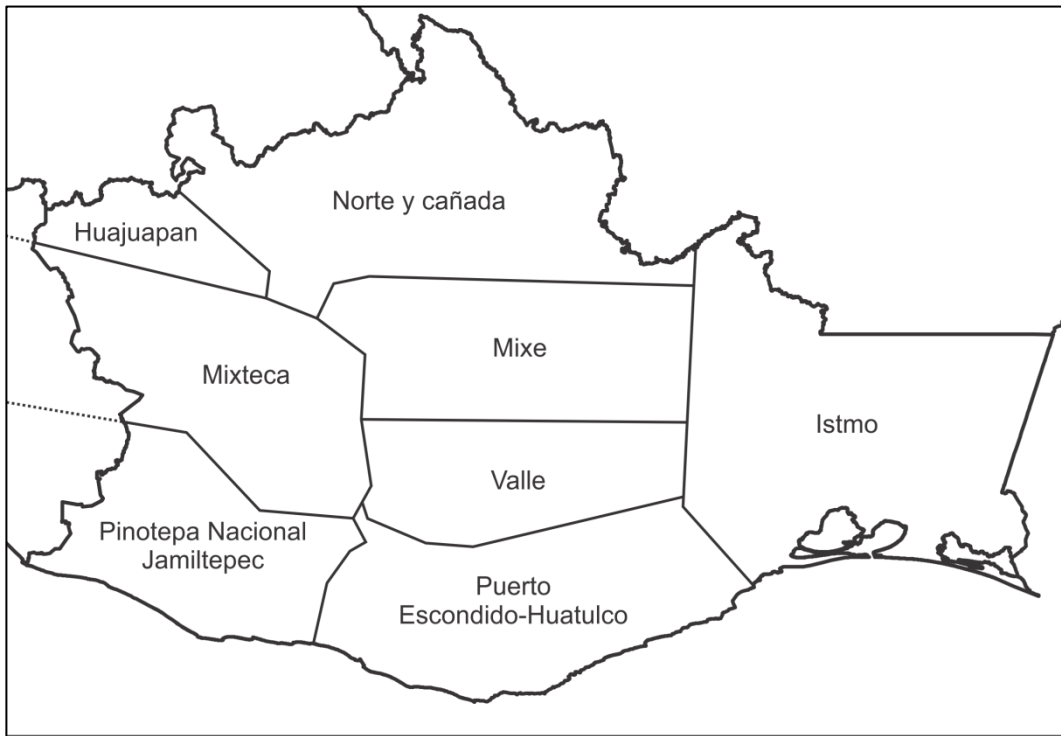 Norte y cañada
Huajuapan
Mixe
Mixteca
Istmo
Valle
Pinotepa Nacional
Jamiltepec
Puerto
Escondido-Huatulco